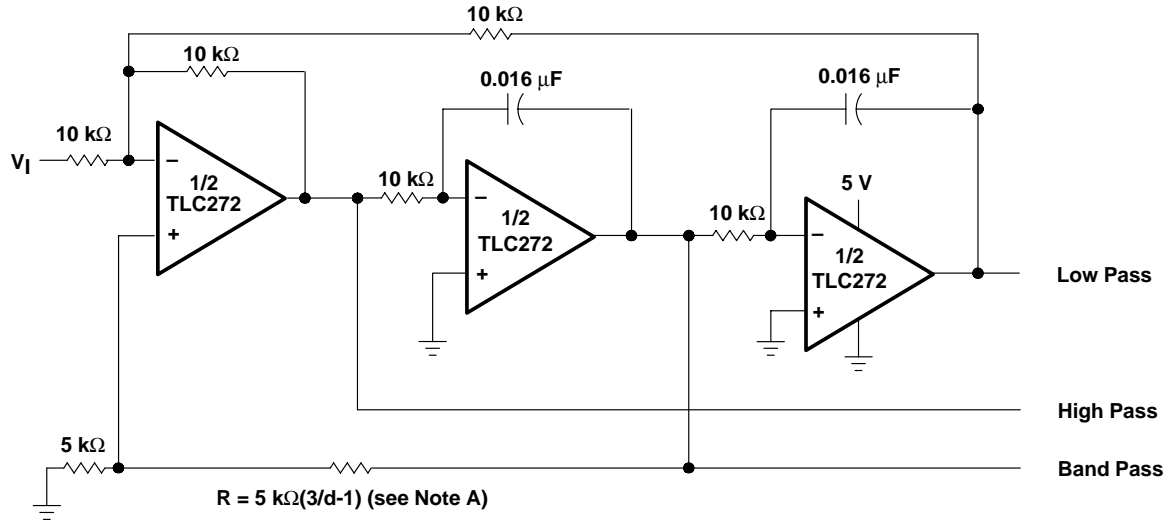 10 kΩ
10 kΩ
0.016 μF
0.016 μF
10 kΩ
VI
−
1/2
TLC272
+
10 kΩ
−
1/2
TLC272
+
5 V
10 kΩ
−
1/2
TLC272
+
Low Pass
High Pass
5 kΩ
Band Pass
R = 5 kΩ(3/d-1) (see Note A)